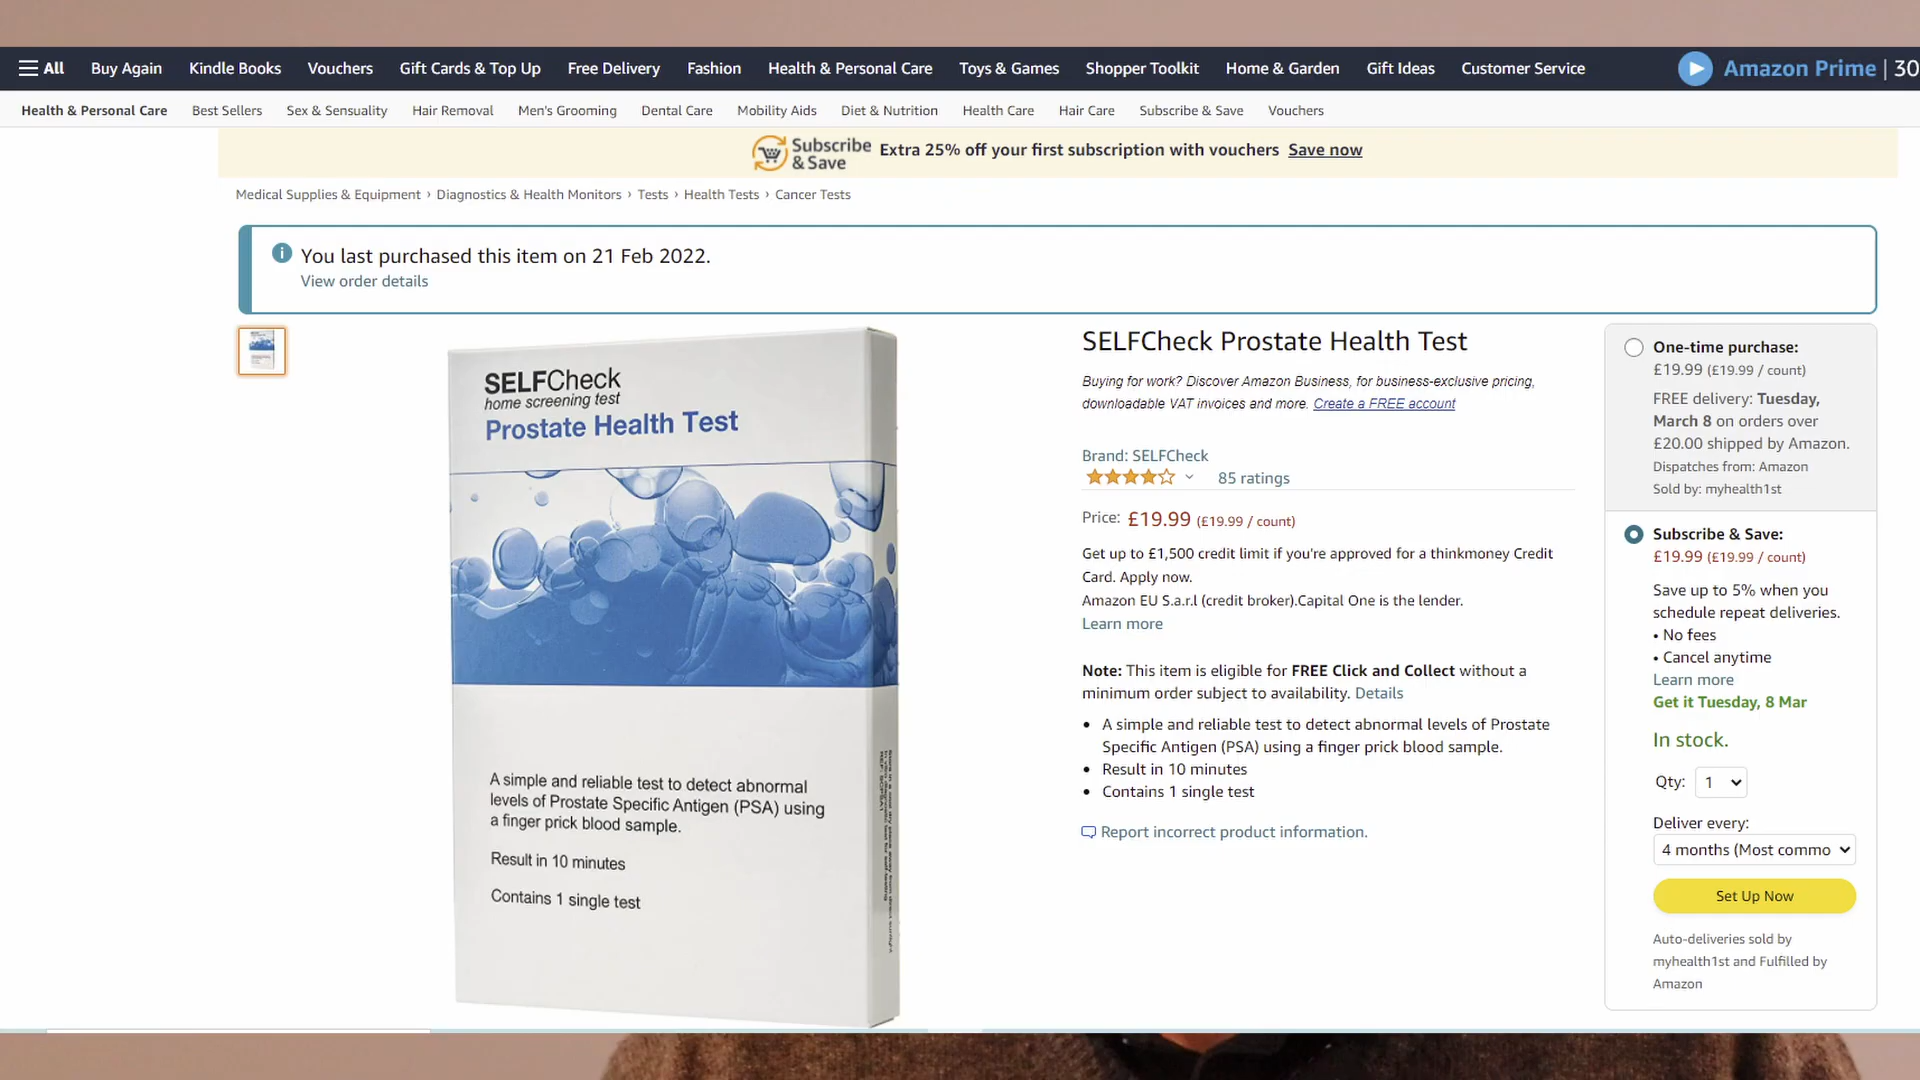 All Buy Again Kindle Books Vouchers Gift Cards & Top Up Free Delivery Fashion Health & Personal Care Toys & Games Shopper Toolkit Home & Garden Gift Ideas Customer Service Amazon Prime | 30
Health & Personal Care Best Sellers Sex & Sensuality Hair Removal Men's Grooming Dental Care Mobility Aids Diet & Nutrition Health Care Hair Care Subscribe & Save Vouchers
Subscribe
& Save
Extra 25% off your first subscription with vouchers Save now
Medical Supplies & Equipment › Diagnostics & Health Monitors › Tests › Health Tests › Cancer Tests
You last purchased this item on 21 Feb 2022.
View order details
SELFCheck
home screening test
Prostate Health Test
A simple and reliable test to detect abnormal
levels of Prostate Specific Antigen (PSA) using
a finger prick blood sample.
Result in 10 minutes
Contains 1 single test
SELFCheck Prostate Health Test
Buying for work? Discover Amazon Business, for business-exclusive pricing,
downloadable VAT invoices and more. Create a FREE account
Brand: SELFCheck
85 ratings
Price: £19.99 (£19.99 / count)
Get up to £1,500 credit limit if you're approved for a thinkmoney Credit
Card. Apply now.
Amazon EU S.a.r.l (credit broker).Capital One is the lender.
Learn more
Note: This item is eligible for FREE Click and Collect without a
minimum order subject to availability. Details
• A simple and reliable test to detect abnormal levels of Prostate
Specific Antigen (PSA) using a finger prick blood sample.
• Result in 10 minutes
• Contains 1 single test
Report incorrect product information.
One-time purchase:
£19.99 (£19.99 / count)
FREE delivery: Tuesday,
March 8 on orders over
£20.00 shipped by Amazon.
Dispatches from: Amazon
Sold by: myhealth1st
Subscribe & Save:
£19.99 (£19.99 / count)
Save up to 5% when you
schedule repeat deliveries.
• No fees
• Cancel anytime
Learn more
Get it Tuesday, 8 Mar
In stock.
Qty: 1
Deliver every:
4 months (Most commo
Set Up Now
Auto-deliveries sold by
myhealth1st and Fulfilled by
Amazon